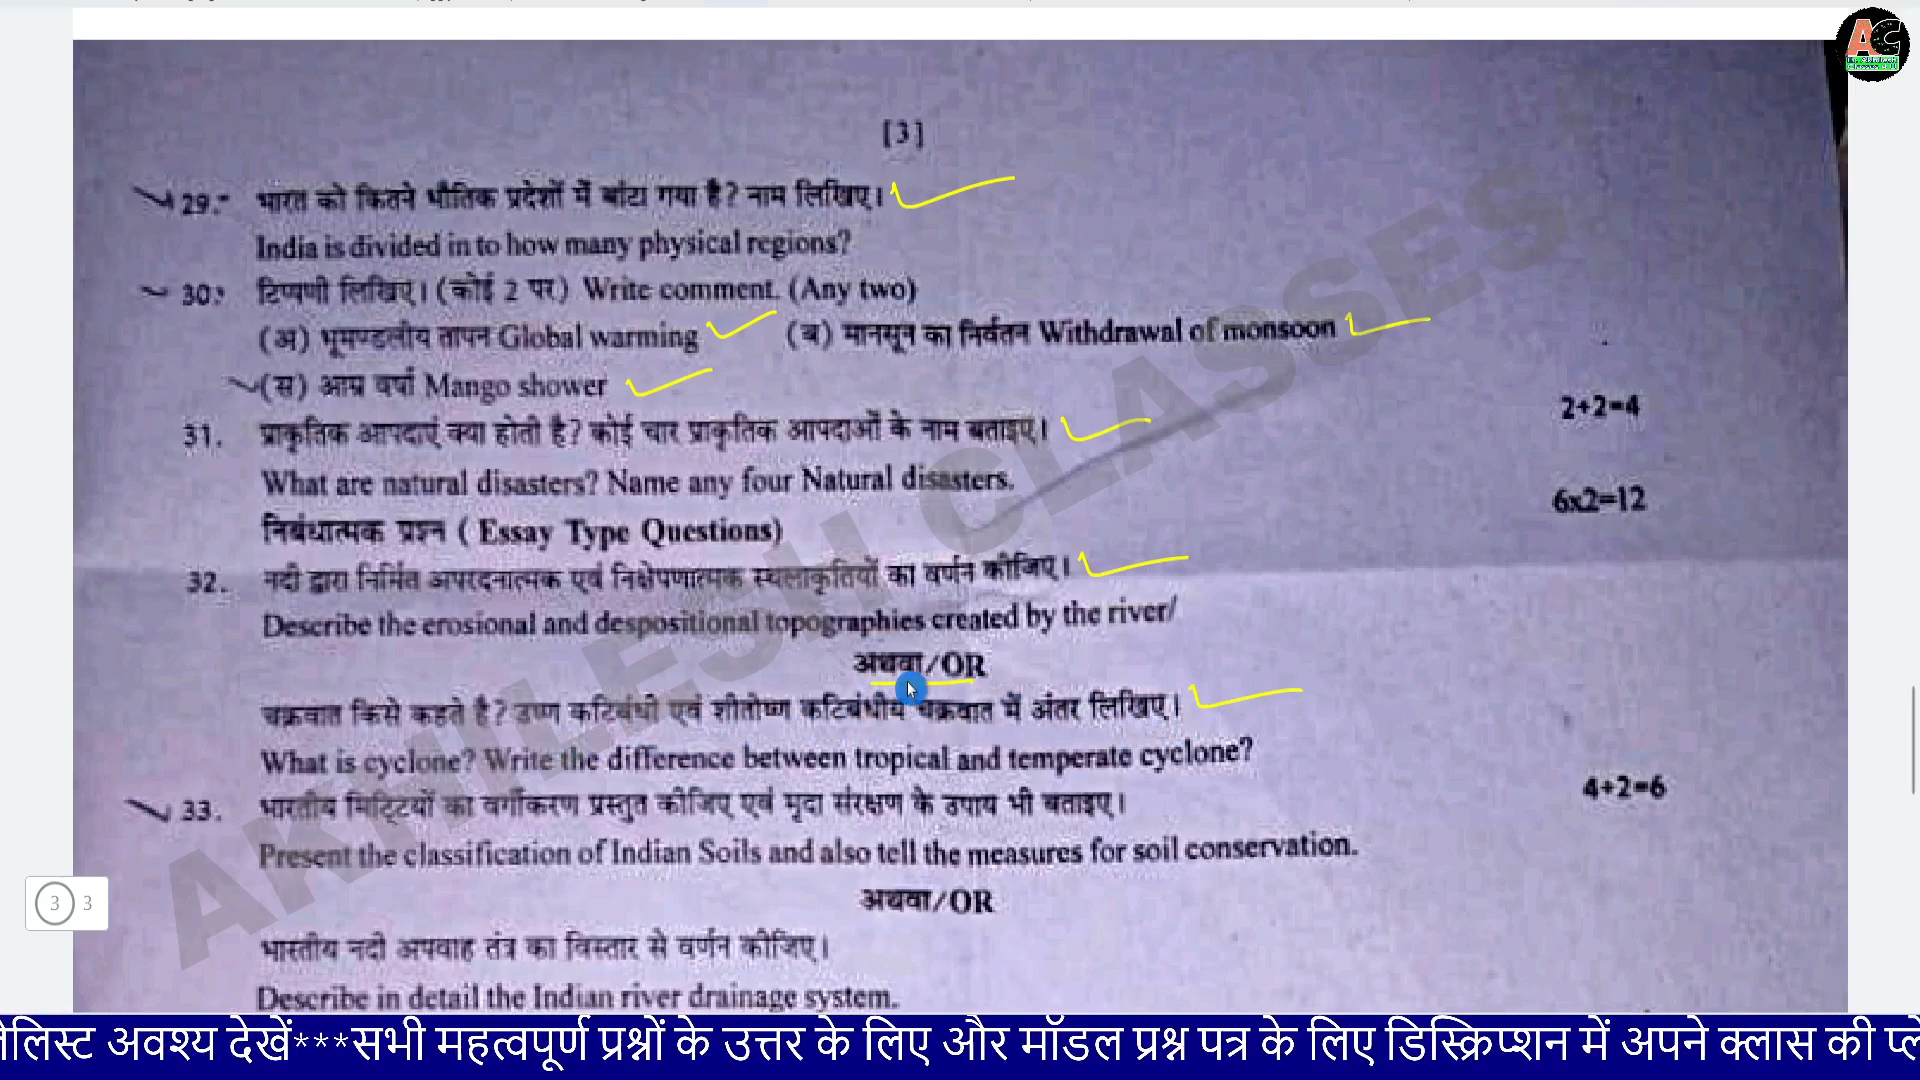 [3]
29. भारत को कितने भौतिक प्रदेशों में बांटा गया है? नाम लिखिए।
India is divided in to how many physical regions?
30. टिप्पणी लिखिए। (कोई 2 पर) Write comment. (Any two)
(अ) भूमण्डलीय तापन Global warming (ब) मानसून का निर्वतन Withdrawal of monsoon
(स) आम्र वर्षा Mango shower
2+2=4
31. प्राकृतिक आपदाएं क्या होती है? कोई चार प्राकृतिक आपदाओं के नाम बताइए।
What are natural disasters? Name any four Natural disasters.
6x2=12
निबंधात्मक प्रश्न ( Essay Type Questions)
32. नदी द्वारा निर्मित अपरदनात्मक एवं निक्षेपणात्मक स्थलाकृतियों का वर्णन कीजिए।
Describe the erosional and despositional topographies created by the river/
अथवा/OR
चक्रवात किसे कहते है? उष्ण कटिबंधी एवं शीतोष्ण कटिबंधीय चक्रवात में अंतर लिखिए।
What is cyclone? Write the difference between tropical and temperate cyclone?
4+2=6
33. भारतीय मिट्टियों का वर्गीकरण प्रस्तुत कीजिए एवं मृदा संरक्षण के उपाय भी बताइए।
Present the classification of Indian Soils and also tell the measures for soil conservation.
अथवा/OR
भारतीय नदी अपवाह तंत्र का विस्तार से वर्णन कीजिए।
Describe in detail the Indian river drainage system.
AKHILESH CLASSES
AC
3 3
अवश्य देखें***सभी महत्वपूर्ण प्रश्नों के उत्तर के लिए और मॉडल प्रश्न पत्र के लिए डिस्क्रिप्शन में अपने क्लास की